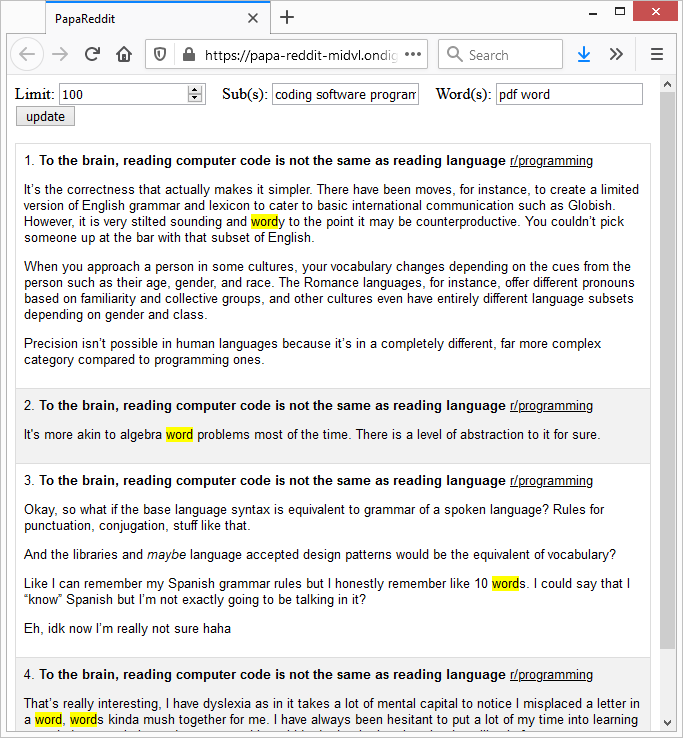 PapaReddit
https://papa-reddit-midvl.ondig
Search
Limit: 100 Sub(s): coding software program Word(s): pdf word
update
1. To the brain, reading computer code is not the same as reading language r/programming
It’s the correctness that actually makes it simpler. There have been moves, for instance, to create a limited
version of English grammar and lexicon to cater to basic international communication such as Globish.
However, it is very stilted sounding and wordy to the point it may be counterproductive. You couldn’t pick
someone up at the bar with that subset of English.
When you approach a person in some cultures, your vocabulary changes depending on the cues from the
person such as their age, gender, and race. The Romance languages, for instance, offer different pronouns
based on familiarity and collective groups, and other cultures even have entirely different language subsets
depending on gender and class.
Precision isn’t possible in human languages because it’s in a completely different, far more complex
category compared to programming ones.
2. To the brain, reading computer code is not the same as reading language r/programming
It's more akin to algebra word problems most of the time. There is a level of abstraction to it for sure.
3. To the brain, reading computer code is not the same as reading language r/programming
Okay, so what if the base language syntax is equivalent to grammar of a spoken language? Rules for
punctuation, conjugation, stuff like that.
And the libraries and maybe language accepted design patterns would be the equivalent of vocabulary?
Like I can remember my Spanish grammar rules but I honestly remember like 10 words. I could say that I
“know” Spanish but I’m not exactly going to be talking in it?
Eh, idk now I’m really not sure haha
4. To the brain, reading computer code is not the same as reading language r/programming
That’s really interesting, I have dyslexia as in it takes a lot of mental capital to notice I misplaced a letter in
a word, words kinda mush together for me. I have always been hesitant to put a lot of my time into learning